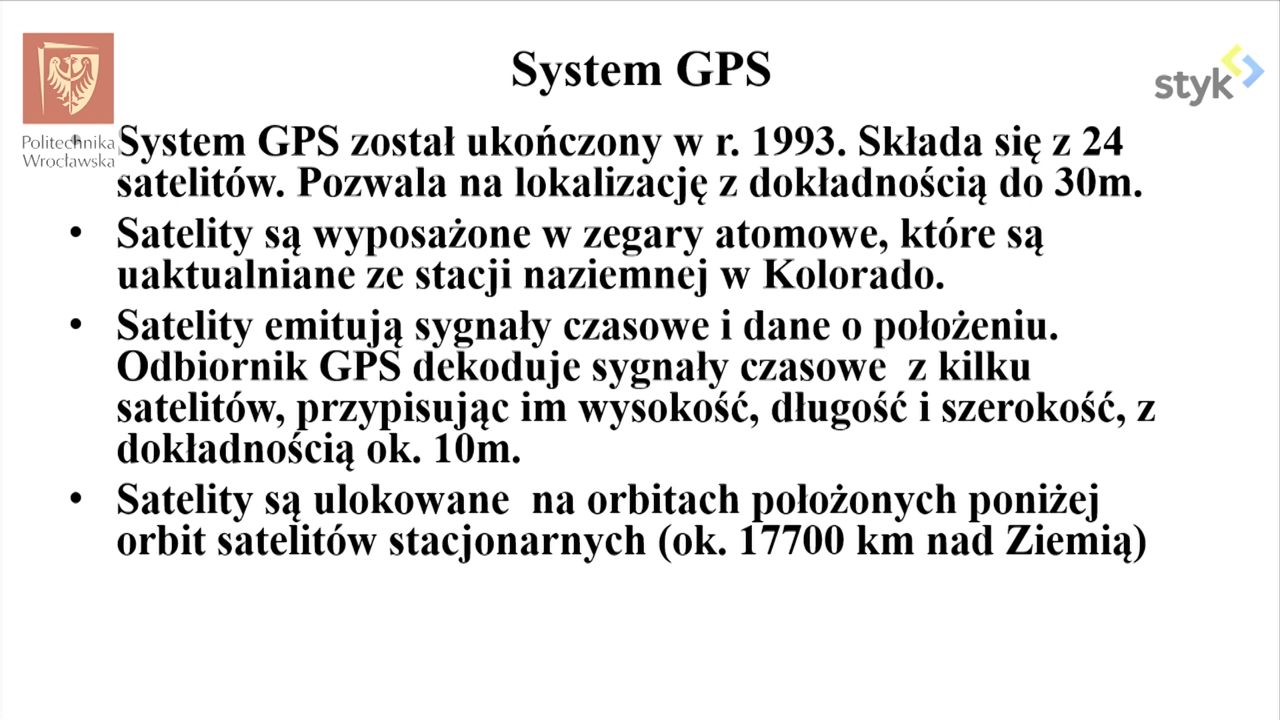 System GPS
styk
Politechnika
Wrocławska
System GPS został ukończony w r. 1993. Składa się z 24
satelitów. Pozwala na lokalizację z dokładnością do 30m.
• Satelity są wyposażone w zegary atomowe, które są
uaktualniane ze stacji naziemnej w Kolorado.
• Satelity emitują sygnały czasowe i dane o położeniu.
Odbiornik GPS dekoduje sygnały czasowe  z kilku
satelitów, przypisując im wysokość, długość i szerokość, z
dokładnością ok. 10m.
• Satelity są ulokowane  na orbitach położonych poniżej
orbit satelitów stacjonarnych (ok. 17700 km nad Ziemią)